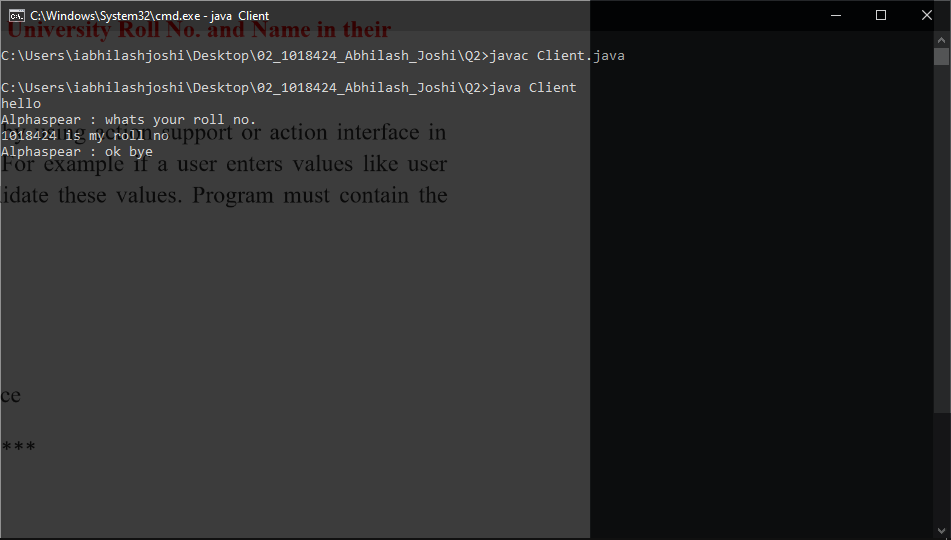 C:\Windows\System32\cmd.exe - java  Client
University Roll No. and Name in their
C:\Users\iabhilashjoshi\Desktop\02_1018424_Abhilash_Joshi\Q2>javac Client.java
C:\Users\iabhilashjoshi\Desktop\02_1018424_Abhilash_Joshi\Q2>java Client
hello
Alphaspear : whats your roll no.
action support or action interface in
1018424 is my roll no
Alphaspear : ok bye
For example if a user enters values like user
lidate these values. Program must contain the
ce
***